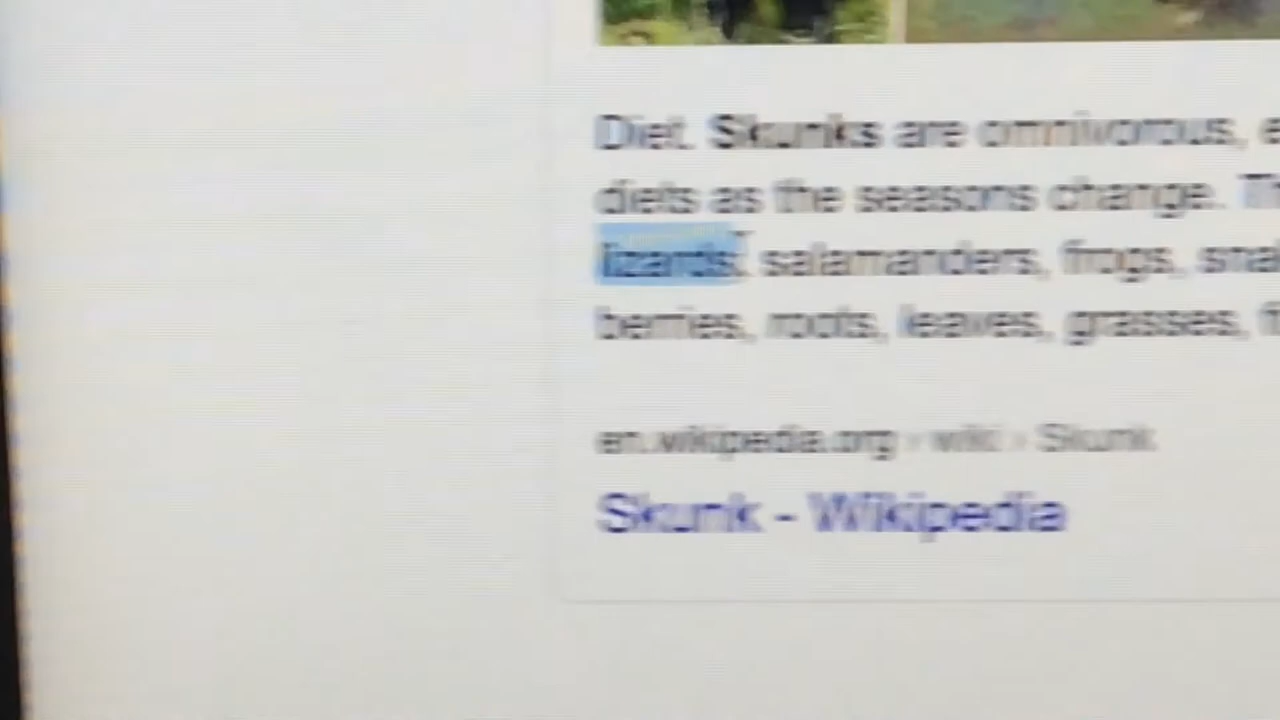 Diet. Skunks are omnivorous,
diets as the seasons change.
lizards, salamanders, frogs,
berries, roots, leaves, grasses,
en.wikipedia.org › wiki › Skunk
Skunk - Wikipedia